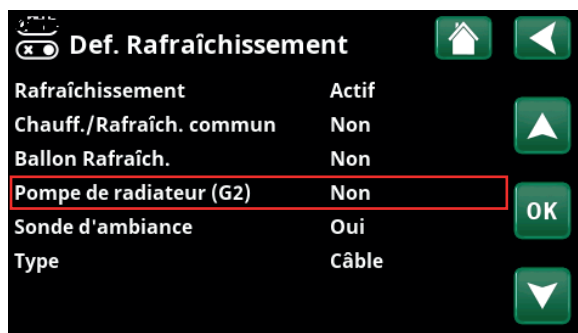 Def. Rafraîchissement
Rafraîchissement Actif
Chauff./Rafraîch. commun Non
Ballon Rafraîch. Non
Pompe de radiateur (G2) Non
OK
Sonde d'ambiance Oui
Type Câble